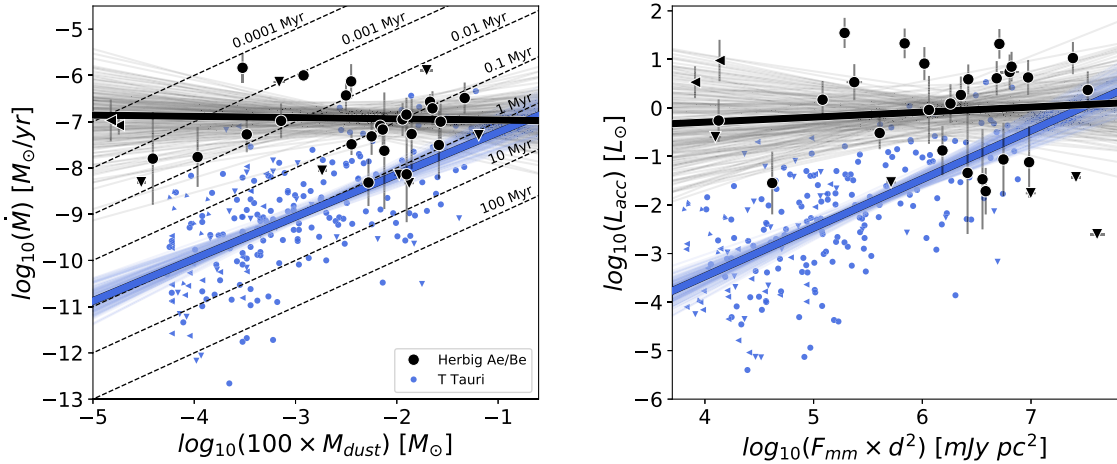 −5
−6
−7
−8
−9
−10
−11
−12
−13
−5
−4
−3
−2
−1
log10(Ṁ) [M⊙/yr]
log10(100 × Mdust) [M⊙]
0.0001 Myr
0.001 Myr
0.01 Myr
0.1 Myr
1 Myr
10 Myr
100 Myr
Herbig Ae/Be
T Tauri
2
1
0
−1
−2
−3
−4
−5
−6
4
5
6
7
log10(Lacc) [L⊙]
log10(Fmm × d²) [mJy pc²]